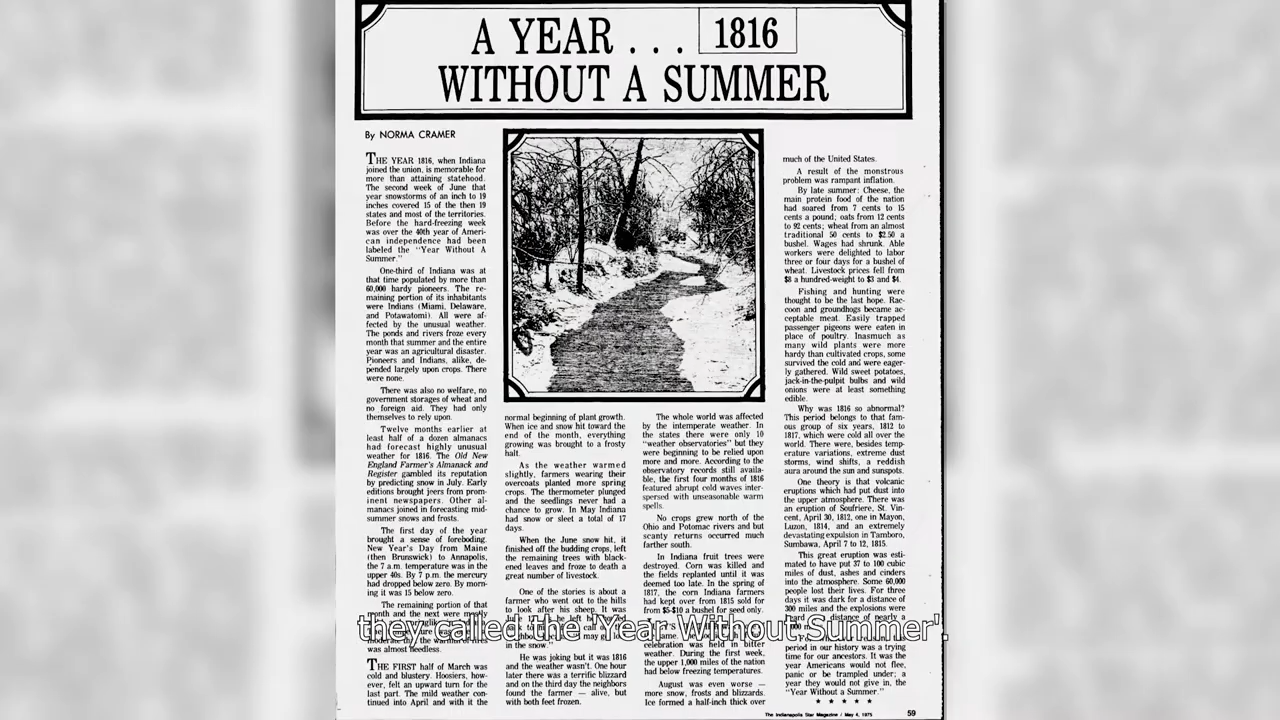 A YEAR . . . 1816
WITHOUT A SUMMER
By NORMA CRAMER
THE YEAR 1816, when Indiana
joined the union, is memorable for
more than attaining statehood.
The second week of June that
year snowstorms of an inch to 19
inches covered 15 of the then 19
states and most of the territories.
Before the hard-freezing week
was over the 40th year of Ameri-
can independence had been
labeled the "Year Without A
Summer."
One-third of Indiana was at
that time populated by more than
60,000 hardy pioneers. The re-
maining portion of its inhabitants
were Indians (Miami, Delaware,
and Potawatomi). All were af-
fected by the unusual weather.
The ponds and rivers froze every
month that summer and the entire
year was an agricultural disaster.
Pioneers and Indians, alike, de-
pended largely upon crops. There
were none.
There was also no welfare, no
government storages of wheat and
no foreign aid. They had only
themselves to rely upon.
Twelve months earlier at
least half of a dozen almanacs
had forecast highly unusual
weather for 1816. The Old New
England Farmer's Almanack and
Register gambled its reputation
by predicting snow in July. Early
editions brought jeers from prom-
inent newspapers. Other al-
manacs joined in forecasting mid-
summer snows and frosts.
The first day of the year
brought a sense of foreboding.
New Year's Day from Maine
(then Brunswick) to Annapolis,
the 7 a.m. temperature was in the
upper 40s. By 7 p.m. the mercury
had dropped below zero. By morn-
ing it was 15 below zero.
The remaining portion of that
month and the next were
was almost needless.
THE FIRST half of March was
cold and blustery. Hoosiers, how-
ever, felt an upward turn for the
last part. The mild weather con-
tinued into April and with it the
normal beginning of plant growth.
When ice and snow hit toward the
end of the month, everything
growing was brought to a frosty
halt.
As the weather warmed
slightly, farmers wearing their
overcoats planted more spring
crops. The thermometer plunged
and the seedlings never had a
chance to grow. In May Indiana
had snow or sleet a total of 17
days.
When the June snow hit, it
finished off the budding crops, left
the remaining trees with black-
ened leaves and froze to death a
great number of livestock.
One of the stories is about a
farmer who went out to the hills
to look after his sheep. It was
in the snow."
He was joking but it was 1816
and the weather wasn't. One hour
later there was a terrific blizzard
and on the third day the neighbors
found the farmer — alive, but
with both feet frozen.
The whole world was affected
by the intemperate weather. In
the states there were only 10
"weather observatories" but they
were beginning to be relied upon
more and more. According to the
observatory records still availa-
ble, the first four months of 1816
featured abrupt cold waves inter-
spersed with unseasonable warm
spells.
No crops grew north of the
Ohio and Potomac rivers and but
scanty returns occurred much
farther south.
In Indiana fruit trees were
destroyed. Corn was killed and
the fields replanted until it was
deemed too late. In the spring of
1817, the corn Indiana farmers
had kept over from 1815 sold for
from $5-$10 a bushel for seed only.
celebration was held in bitter
weather. During the first week,
the upper 1,000 miles of the nation
had below freezing temperatures.
August was even worse —
more snow, frosts and blizzards.
Ice formed a half-inch thick over
much of the United States.
A result of the monstrous
problem was rampant inflation.
By late summer: Cheese, the
main protein food of the nation
had soared from 7 cents to 15
cents a pound; oats from 12 cents
to 92 cents; wheat from an almost
traditional 50 cents to $2.50 a
bushel. Wages had shrunk. Able
workers were delighted to labor
three or four days for a bushel of
wheat. Livestock prices fell from
$8 a hundred-weight to $3 and $4.
Fishing and hunting were
thought to be the last hope. Rac-
coon and groundhogs became ac-
ceptable meat. Easily trapped
passenger pigeons were eaten in
place of poultry. Inasmuch as
many wild plants were more
hardy than cultivated crops, some
survived the cold and were eager-
ly gathered. Wild sweet potatoes,
jack-in-the-pulpit bulbs and wild
onions were at least something
edible.
Why was 1816 so abnormal?
This period belongs to that fam-
ous group of six years, 1812 to
1817, which were cold all over the
world. There were, besides temp-
erature variations, extreme dust
storms, wind shifts, a reddish
aura around the sun and sunspots.
One theory is that volcanic
eruptions which had put dust into
the upper atmosphere. There was
an eruption of Soufriere, St. Vin-
cent, April 30, 1812, one in Mayon,
Luzon, 1814, and an extremely
devastating expulsion in Tamboro,
Sumbawa, April 7 to 12, 1815.
This great eruption was esti-
mated to have put 37 to 100 cubic
miles of dust, ashes and cinders
into the atmosphere. Some 60,000
people lost their lives. For three
days it was dark for a distance of
300 miles and the explosions were
heard distance of nearly a
period in our history was a trying
time for our ancestors. It was the
year Americans would not flee,
panic or be trampled under; a
year they would not give in, the
"Year Without a Summer."
they called the 'Year Without Summer'.
The Indianapolis Star Magazine / May 4, 1975 59